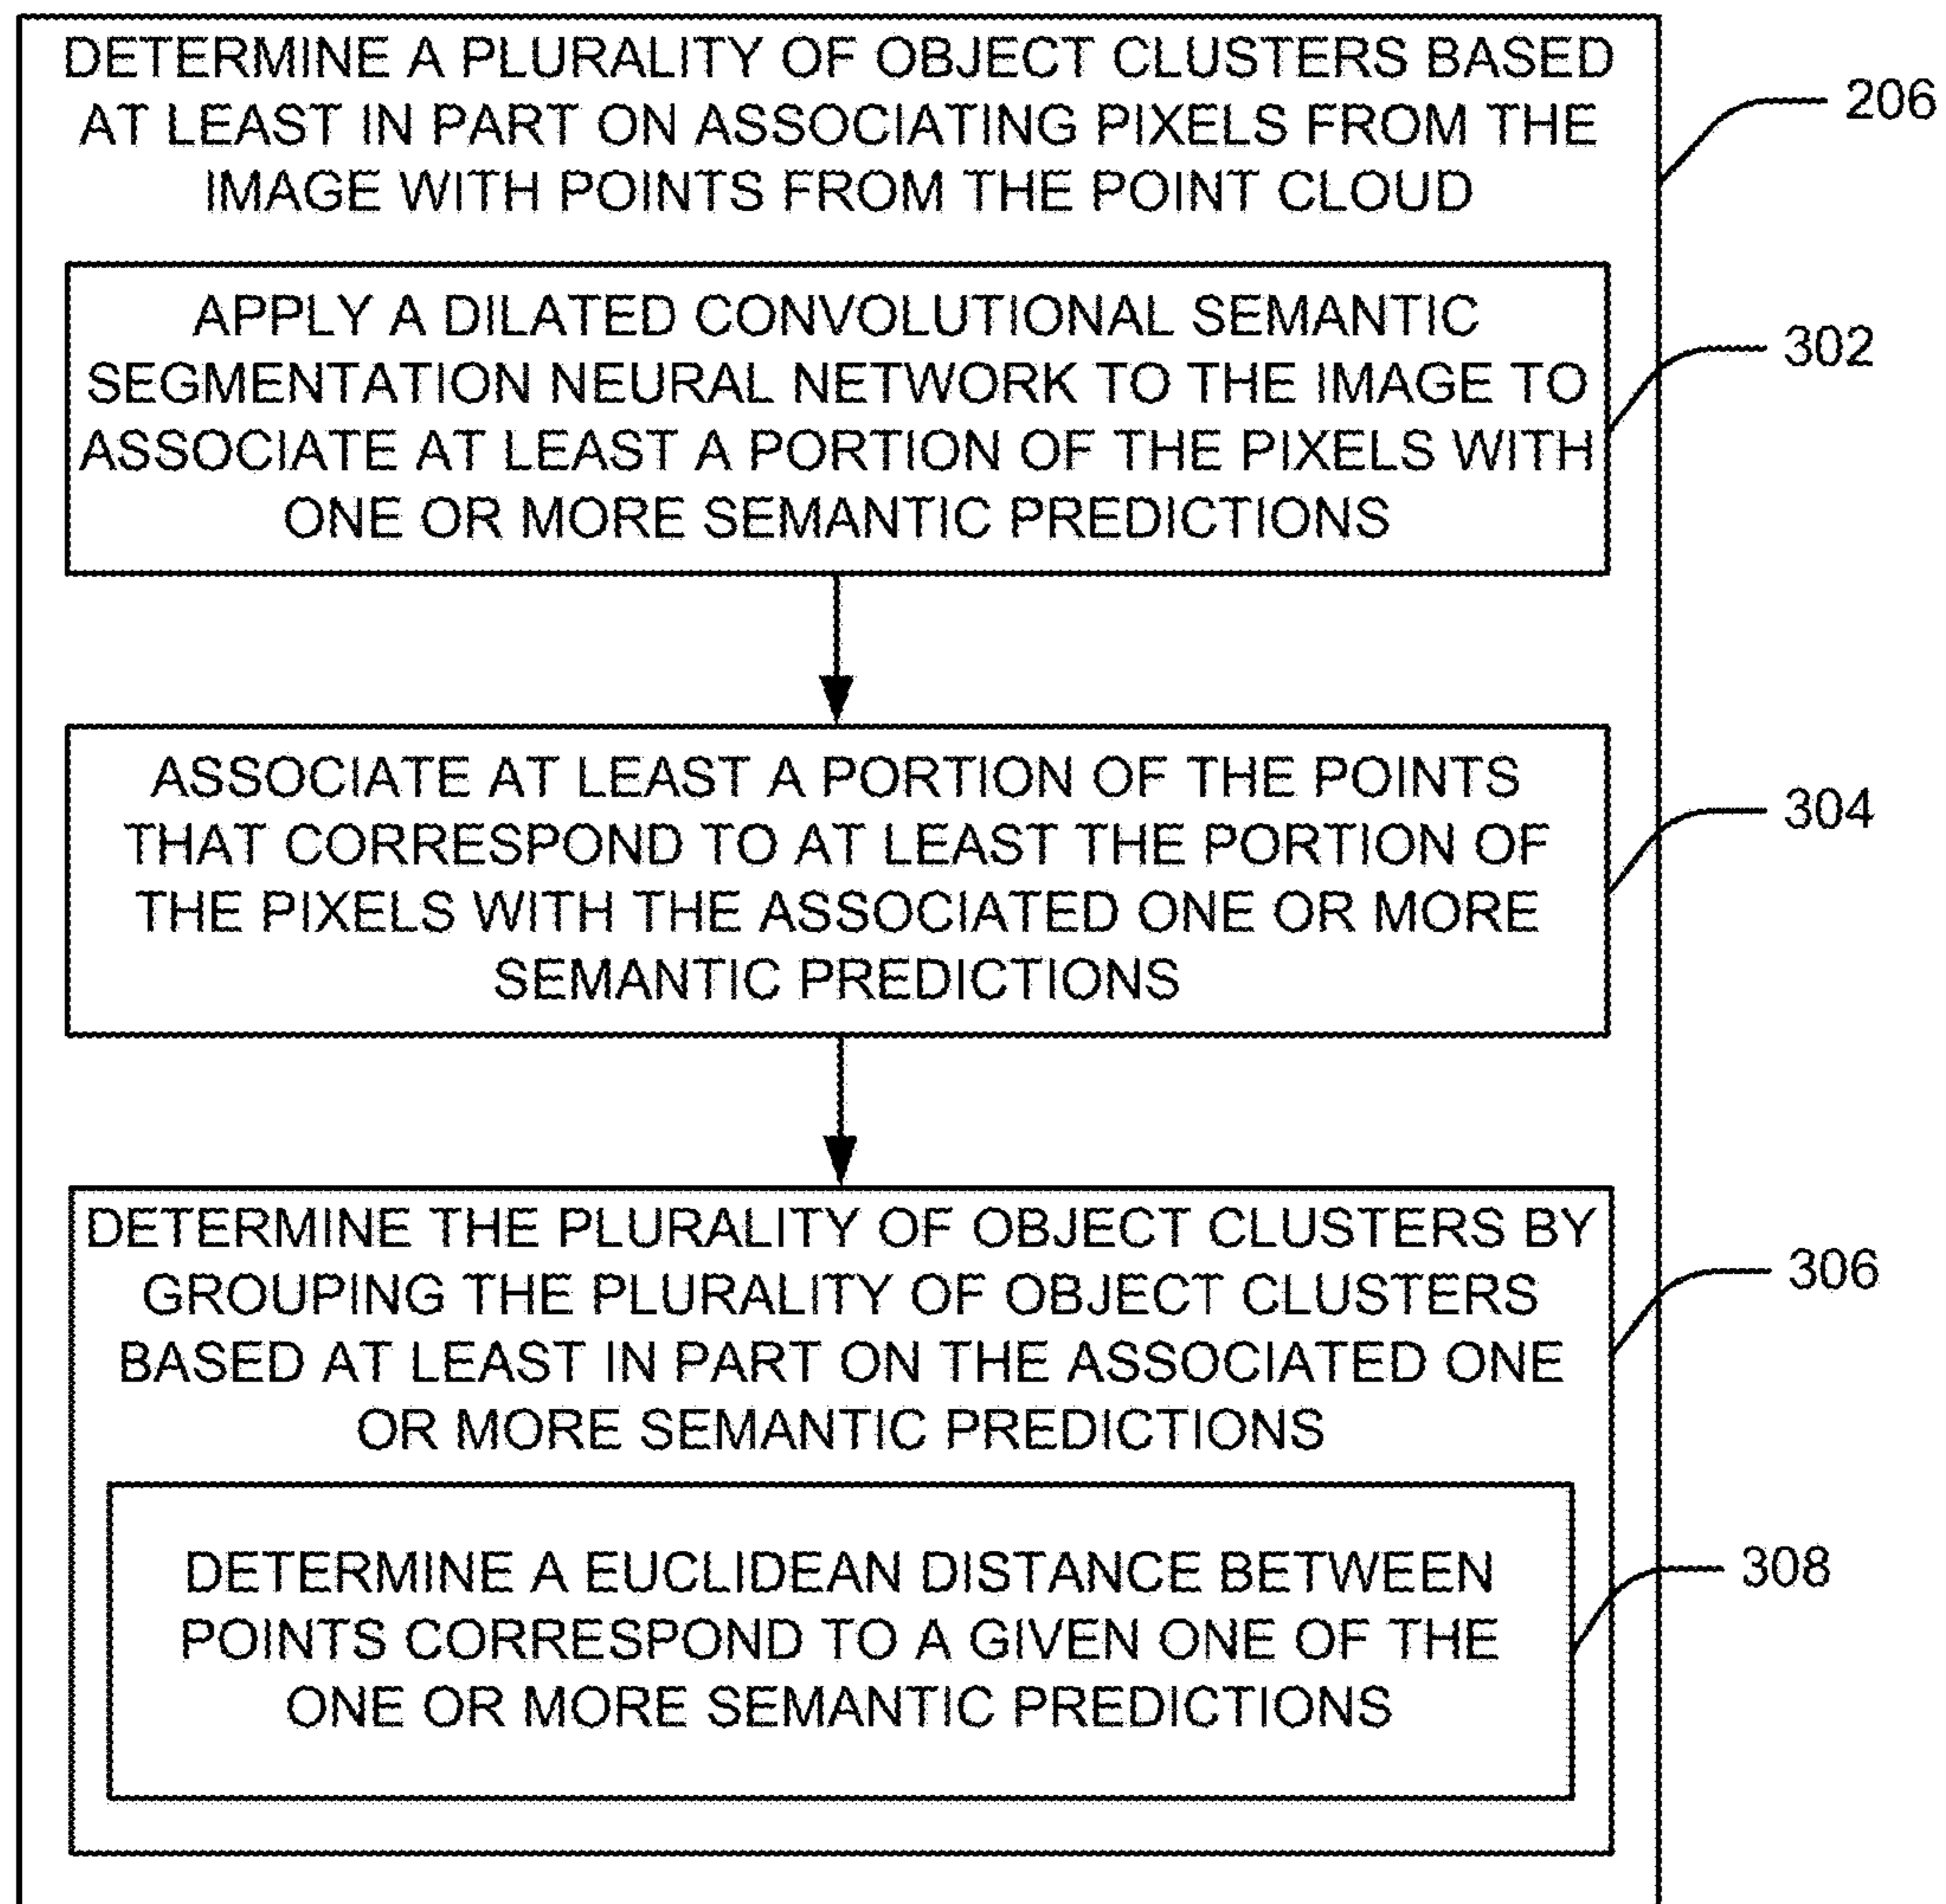 DETERMINE A PLURALITY OF OBJECT CLUSTERS BASED
AT LEAST IN PART ON ASSOCIATING PIXELS FROM THE
IMAGE WITH POINTS FROM THE POINT CLOUD
206
APPLY A DILATED CONVOLUTIONAL SEMANTIC
SEGMENTATION NEURAL NETWORK TO THE IMAGE TO
ASSOCIATE AT LEAST A PORTION OF THE PIXELS WITH
ONE OR MORE SEMANTIC PREDICTIONS
302
ASSOCIATE AT LEAST A PORTION OF THE POINTS
THAT CORRESPOND TO AT LEAST THE PORTION OF
THE PIXELS WITH THE ASSOCIATED ONE OR MORE
SEMANTIC PREDICTIONS
304
DETERMINE THE PLURALITY OF OBJECT CLUSTERS BY
GROUPING THE PLURALITY OF OBJECT CLUSTERS
BASED AT LEAST IN PART ON THE ASSOCIATED ONE
OR MORE SEMANTIC PREDICTIONS
306
DETERMINE A EUCLIDEAN DISTANCE BETWEEN
POINTS CORRESPOND TO A GIVEN ONE OF THE
ONE OR MORE SEMANTIC PREDICTIONS
308